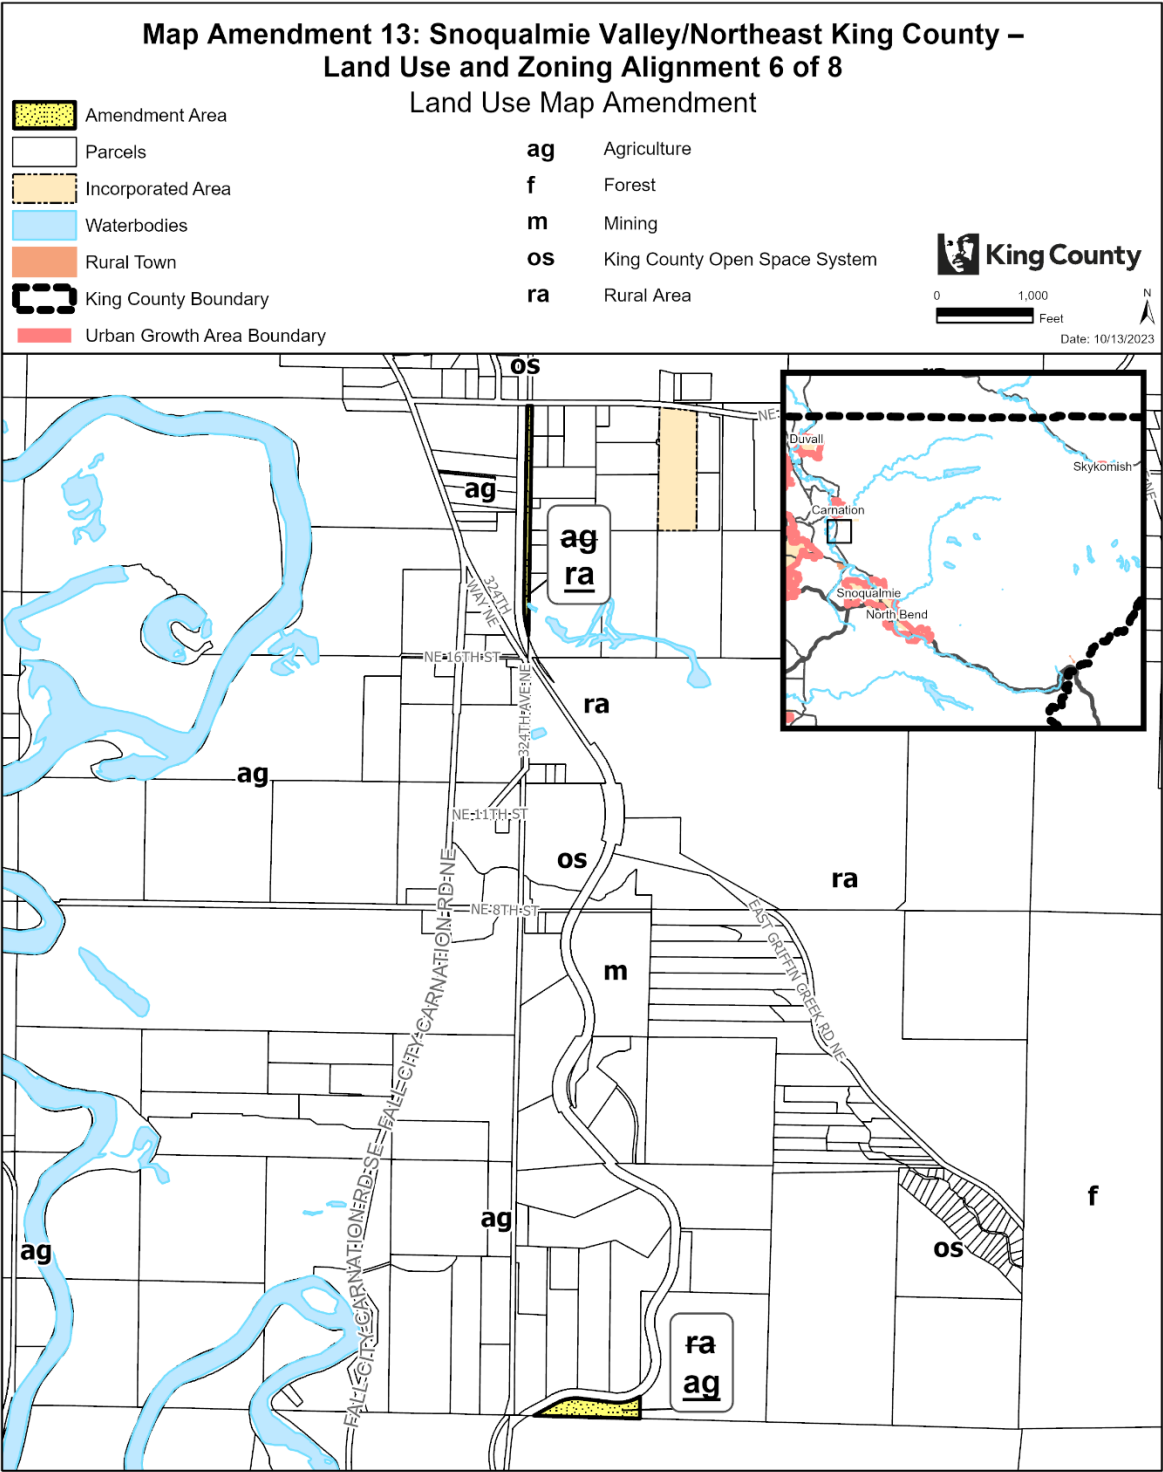 Map Amendment 13: Snoqualmie Valley/Northeast King County –
Land Use and Zoning Alignment 6 of 8
Land Use Map Amendment
Amendment Area
Parcels
Incorporated Area
Waterbodies
Rural Town
King County Boundary
Urban Growth Area Boundary
ag Agriculture
f Forest
m Mining
os King County Open Space System
ra Rural Area
King County
0 1,000
Feet
N
Date: 10/13/2023
os
NE
Duvall
Skykomish
Carnation
Snoqualmie
North Bend
ag
ag
ra
324TH
WAY NE
NE 16TH ST
324TH AVE NE
ra
ag
NE 11TH ST
os
ra
NE 8TH ST
EAST GRIFFIN CREEK RD NE
m
FALL CITY-CARNATION RD NE
FALL CITY-CARNATION RD SE
ag
f
ag
os
ra
ag